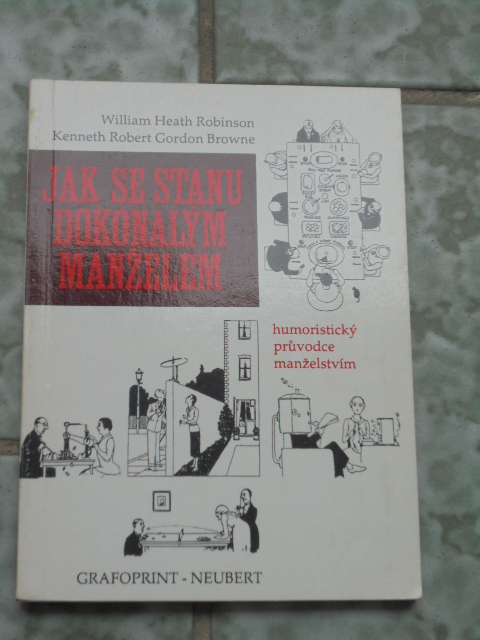 William Heath Robinson
Kenneth Robert Gordon Browne
JAK SE STANU
DOKONALÝM
MANŽELEM
humoristický
průvodce
manželstvím
GRAFOPRINT - NEUBERT